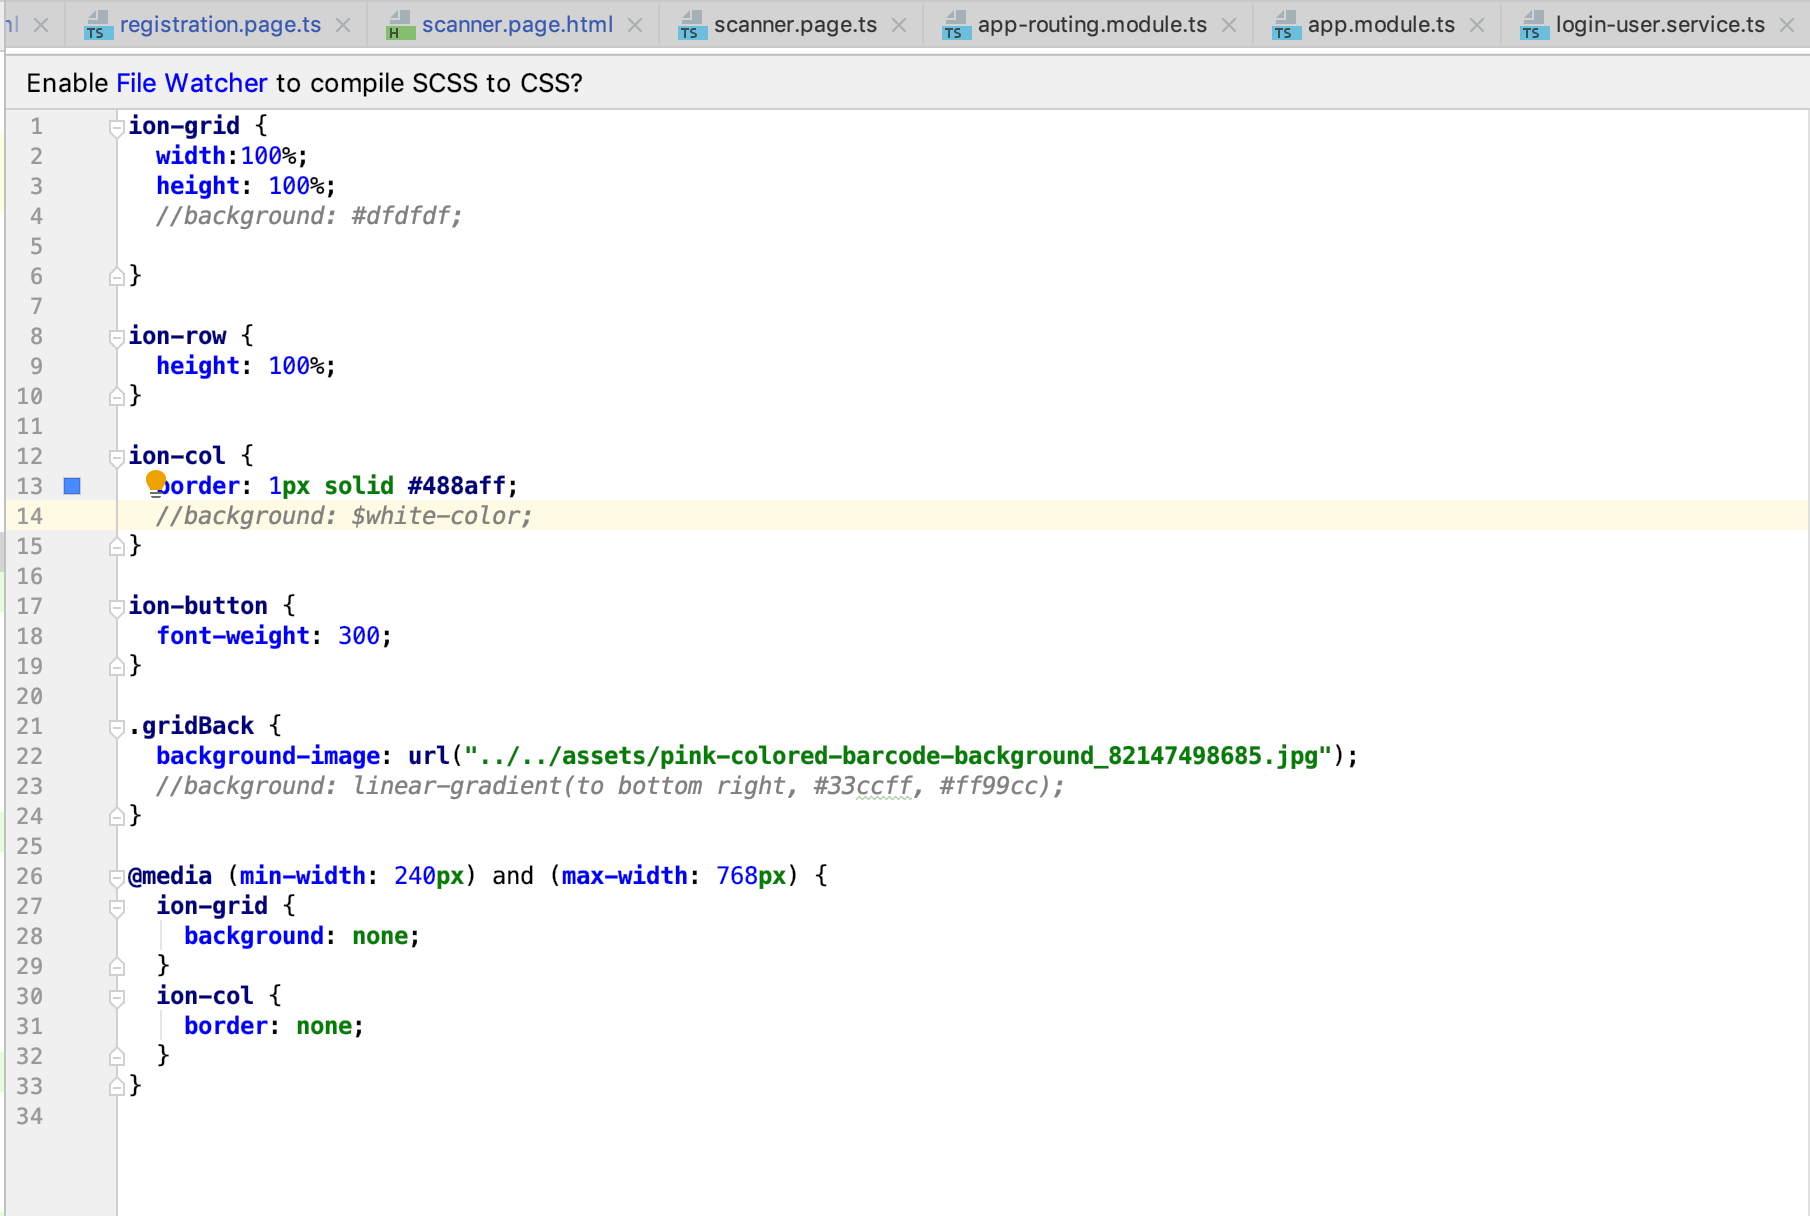 registration.page.ts scanner.page.html scanner.page.ts app-routing.module.ts app.module.ts login-user.service.ts
Enable File Watcher to compile SCSS to CSS?
1 ion-grid {
2   width:100%;
3   height: 100%;
4   //background: #dfdfdf;
5
6 }
7
8 ion-row {
9   height: 100%;
10 }
11
12 ion-col {
13   border: 1px solid #488aff;
14   //background: $white-color;
15 }
16
17 ion-button {
18   font-weight: 300;
19 }
20
21 .gridBack {
22   background-image: url("../../assets/pink-colored-barcode-background_82147498685.jpg");
23   //background: linear-gradient(to bottom right, #33ccff, #ff99cc);
24 }
25
26 @media (min-width: 240px) and (max-width: 768px) {
27   ion-grid {
28     background: none;
29   }
30   ion-col {
31     border: none;
32   }
33 }
34